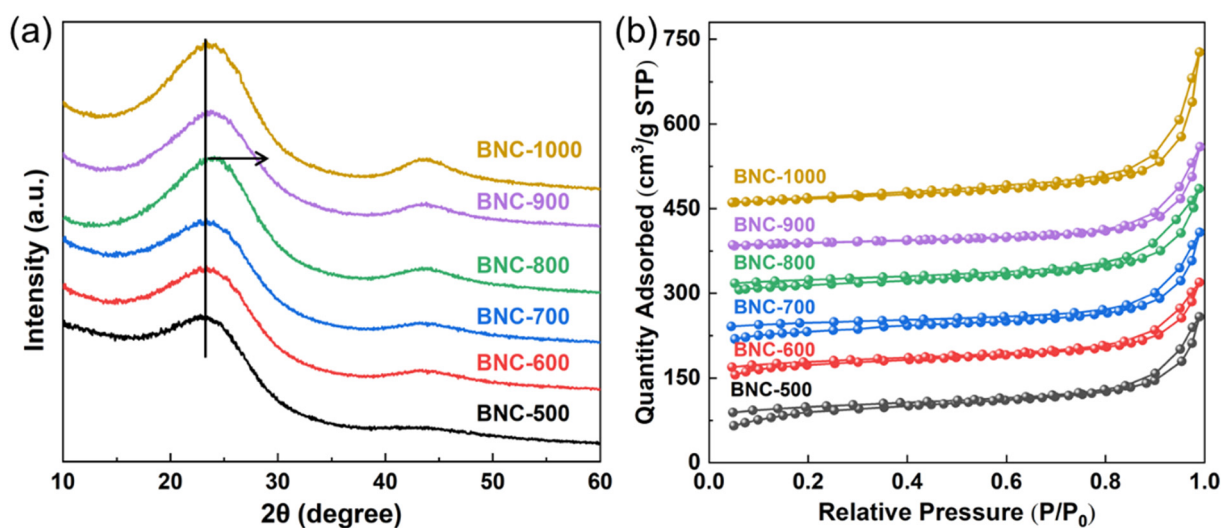 (a)
Intensity (a.u.)
BNC-1000
BNC-900
BNC-800
BNC-700
BNC-600
BNC-500
10 20 30 40 50 60
2θ (degree)
(b)
Quantity Adsorbed (cm³/g STP)
750
600
450
300
150
0
BNC-1000
BNC-900
BNC-800
BNC-700
BNC-600
BNC-500
0.0 0.2 0.4 0.6 0.8 1.0
Relative Pressure (P/P₀)